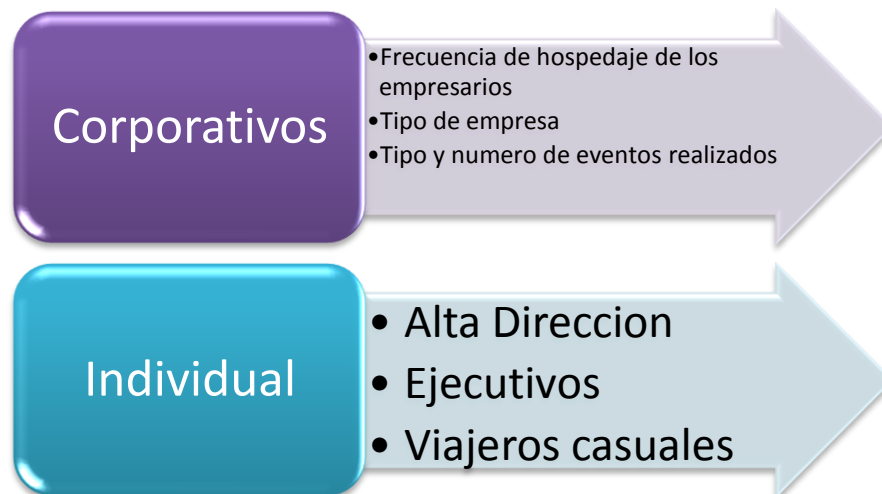 Corporativos
•Frecuencia de hospedaje de los
empresarios
•Tipo de empresa
•Tipo y numero de eventos realizados
Individual
• Alta Direccion
• Ejecutivos
• Viajeros casuales